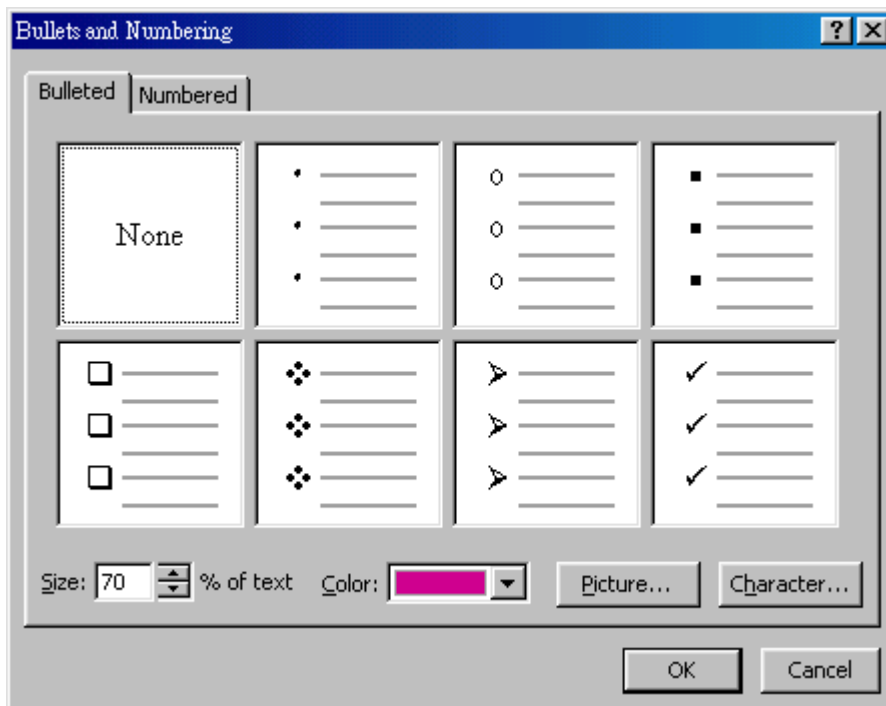 Bullets and Numbering
Bulleted Numbered
None
Size: 70 % of text Color: Picture... Character...
OK Cancel